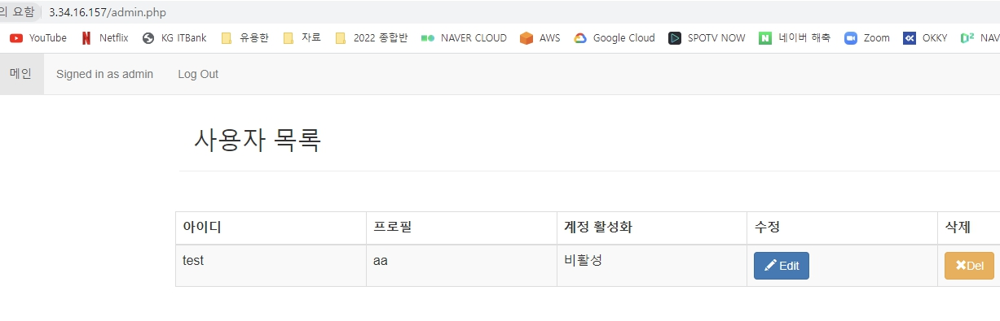 의 요함 3.34.16.157/admin.php
YouTube Netflix KG ITBank 유용한 자료 2022 종합반 NAVER CLOUD AWS Google Cloud SPOTV NOW 네이버 해축 Zoom OKKY NAV
메인 Signed in as admin Log Out
사용자 목록
아이디 프로필 계정 활성화 수정 삭제
test aa 비활성 Edit Del